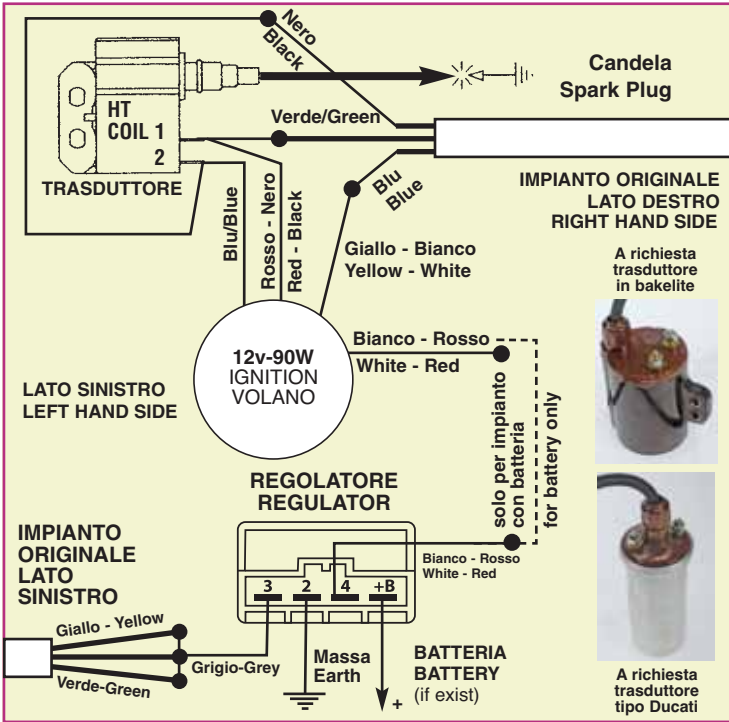 Nero
Black
Candela
Spark Plug
HT
COIL 1
2
Verde/Green
TRASDUTTORE
Blu
Blue
IMPIANTO ORIGINALE
LATO DESTRO
RIGHT HAND SIDE
Blu/Blue
Rosso - Nero
Red - Black
Giallo - Bianco
Yellow - White
A richiesta
trasduttore
in bakelite
12v-90W
IGNITION
VOLANO
Bianco - Rosso
White - Red
LATO SINISTRO
LEFT HAND SIDE
solo per impianto
con batteria
for battery only
REGOLATORE
REGULATOR
IMPIANTO
ORIGINALE
LATO
SINISTRO
Bianco - Rosso
White - Red
3 2 4 +B
Giallo - Yellow
Grigio-Grey
Verde-Green
Massa
Earth
BATTERIA
BATTERY
(if exist)
+
A richiesta
trasduttore
tipo Ducati